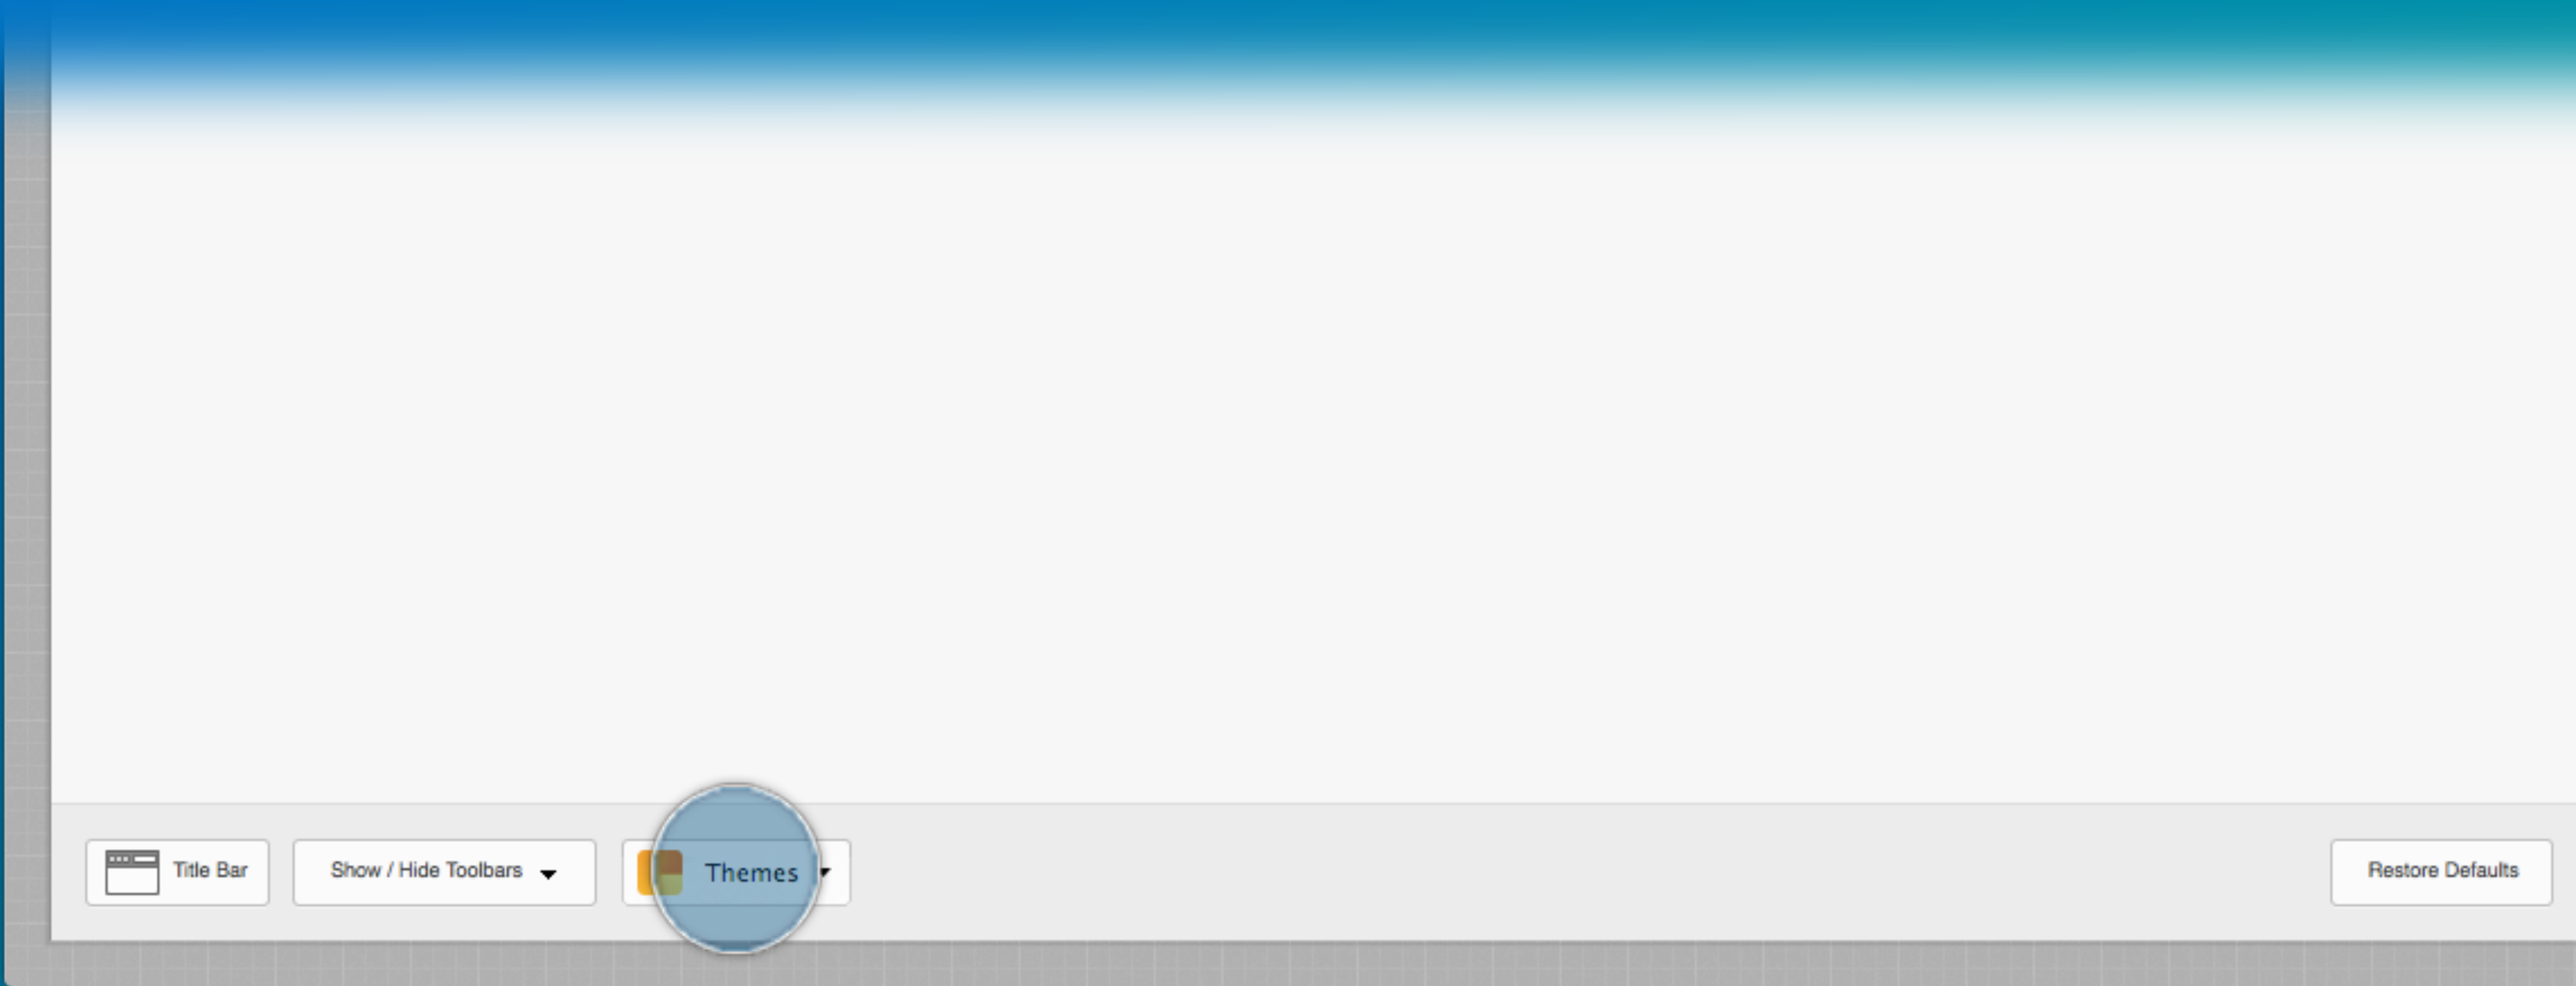 Title Bar
Show / Hide Toolbars
Themes
Restore Defaults